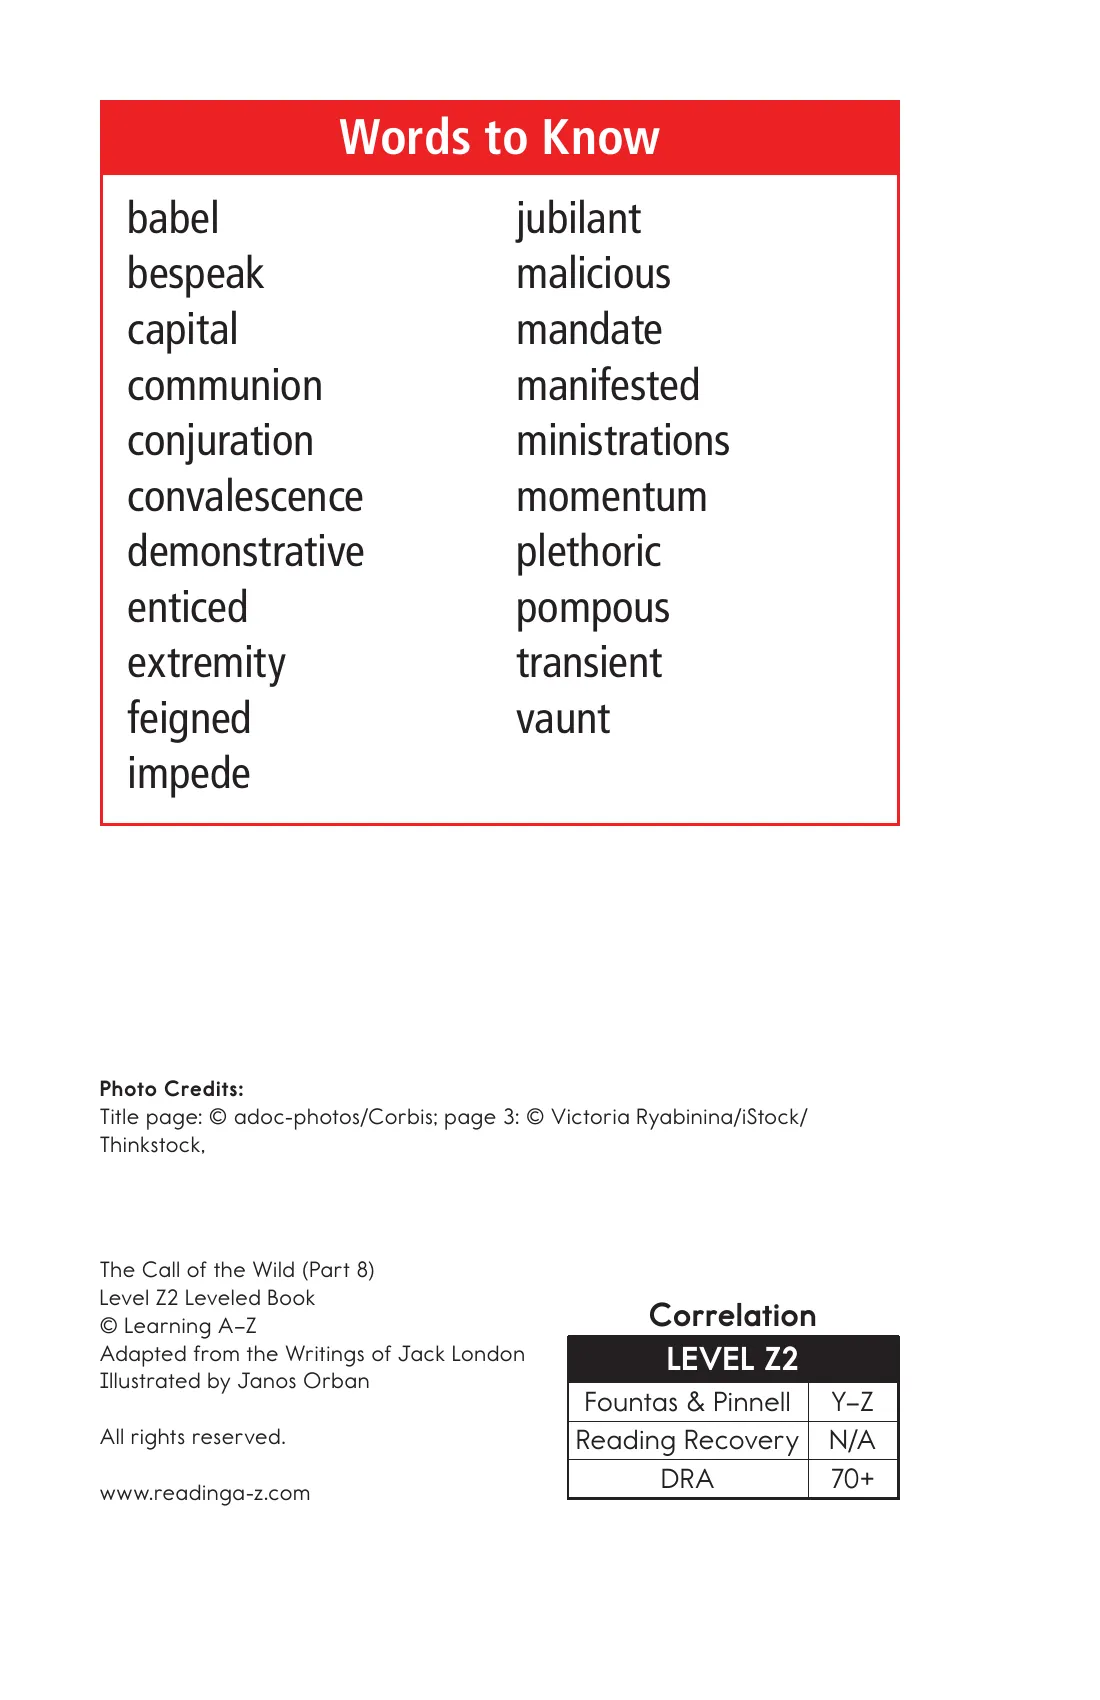 Words to Know
babel
bespeak
capital
communion
conjuration
convalescence
demonstrative
enticed
extremity
feigned
impede
jubilant
malicious
mandate
manifested
ministrations
momentum
plethoric
pompous
transient
vaunt
Photo Credits:
Title page: © adoc-photos/Corbis; page 3: © Victoria Ryabinina/iStock/
Thinkstock,
The Call of the Wild (Part 8)
Level Z2 Leveled Book
© Learning A–Z
Adapted from the Writings of Jack London
Illustrated by Janos Orban
All rights reserved.
www.readinga-z.com
Correlation
LEVEL Z2
Fountas & Pinnell Y–Z
Reading Recovery N/A
DRA 70+